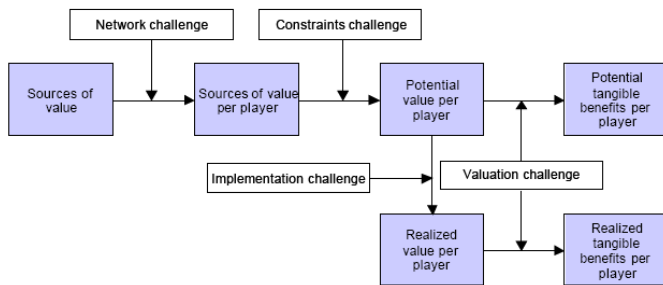 Network challenge
Constraints challenge
Sources of
value
Sources of value
per player
Potential
value per
player
Potential
tangible
benefits per
player
Implementation challenge
Valuation challenge
Realized
value per
player
Realized
tangible
benefits per
player